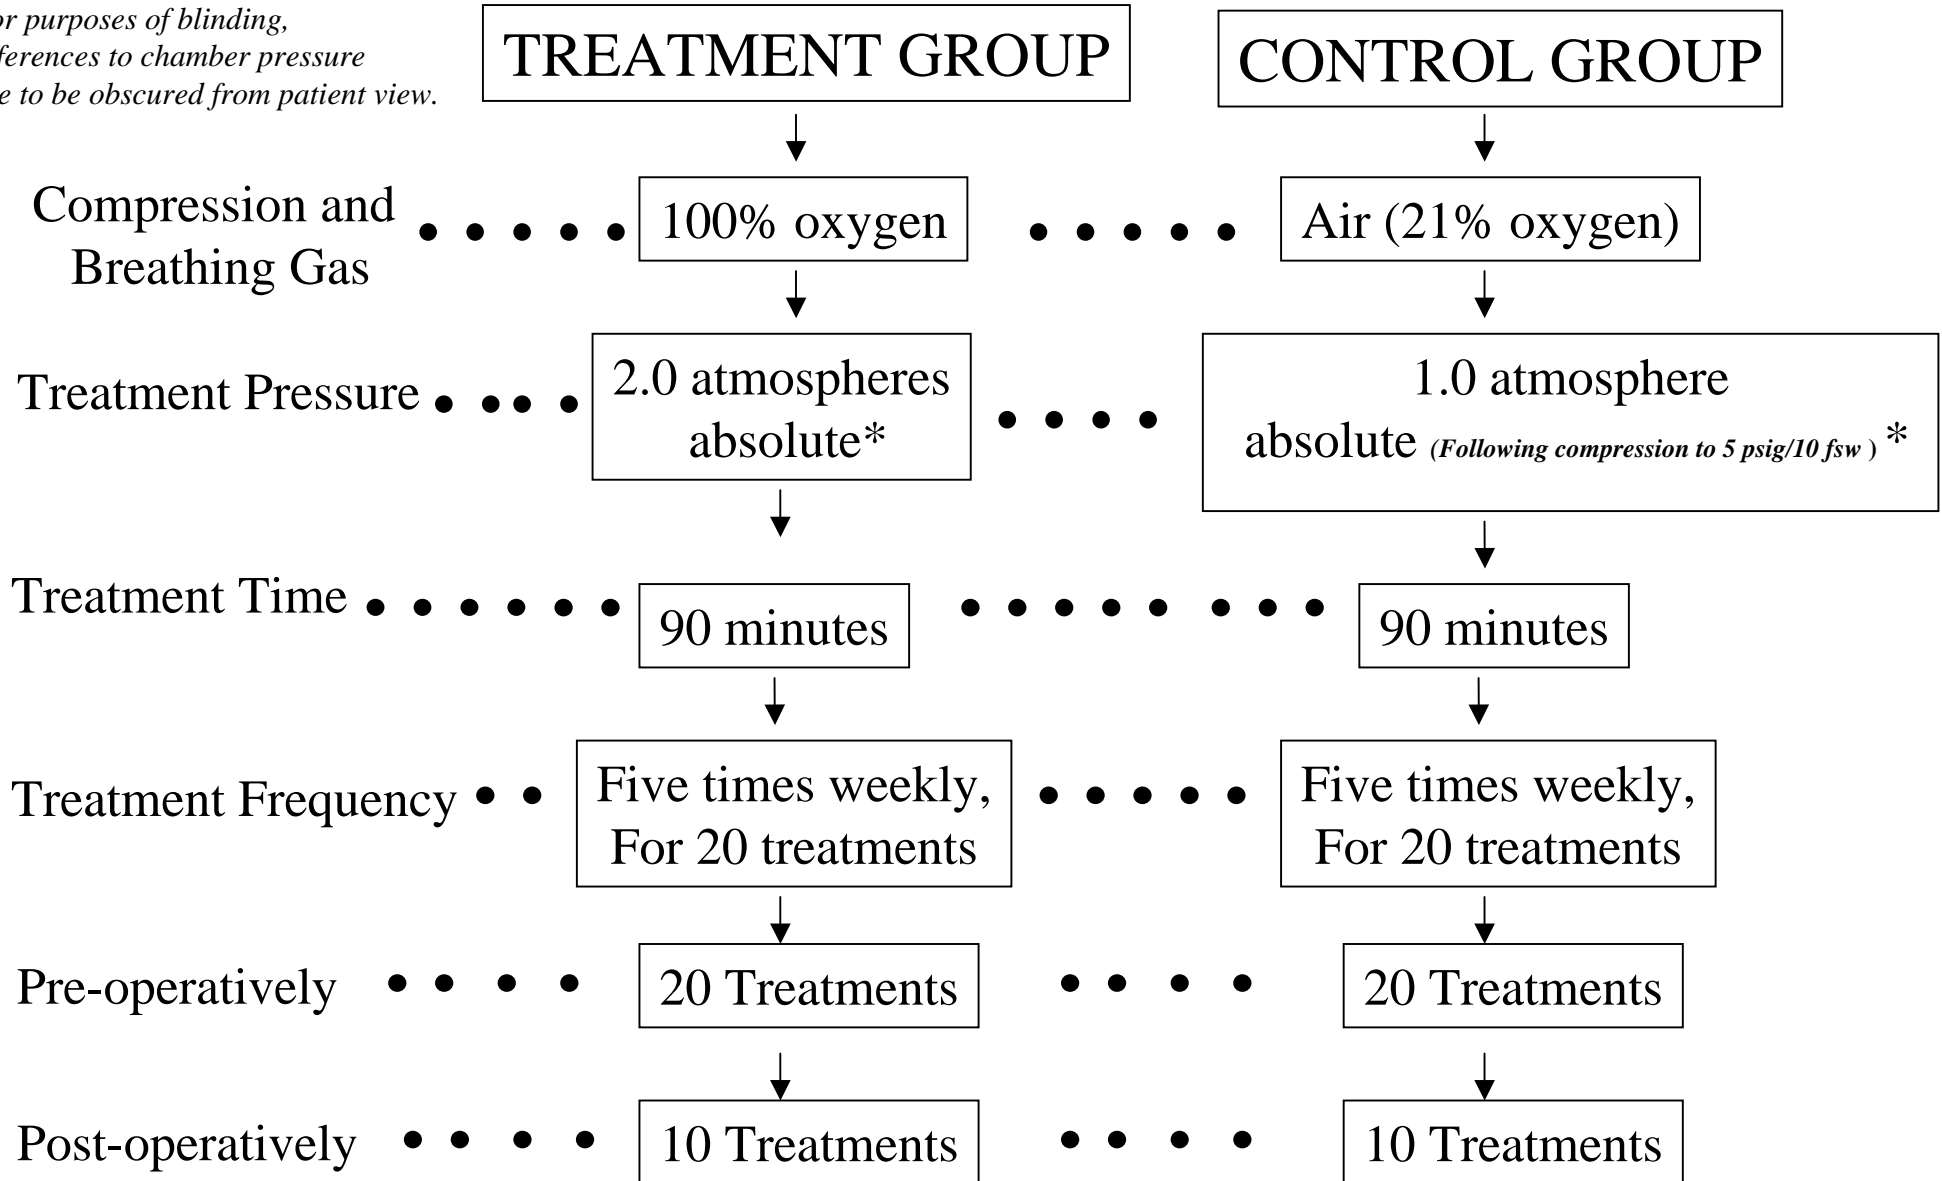 or purposes of blinding,
ferences to chamber pressure
e to be obscured from patient view.
TREATMENT GROUP
CONTROL GROUP
Compression and
Breathing Gas
100% oxygen
Air (21% oxygen)
Treatment Pressure
2.0 atmospheres
absolute*
1.0 atmosphere
absolute (Following compression to 5 psig/10 fsw ) *
Treatment Time
90 minutes
90 minutes
Treatment Frequency
Five times weekly,
For 20 treatments
Five times weekly,
For 20 treatments
Pre-operatively
20 Treatments
20 Treatments
Post-operatively
10 Treatments
10 Treatments